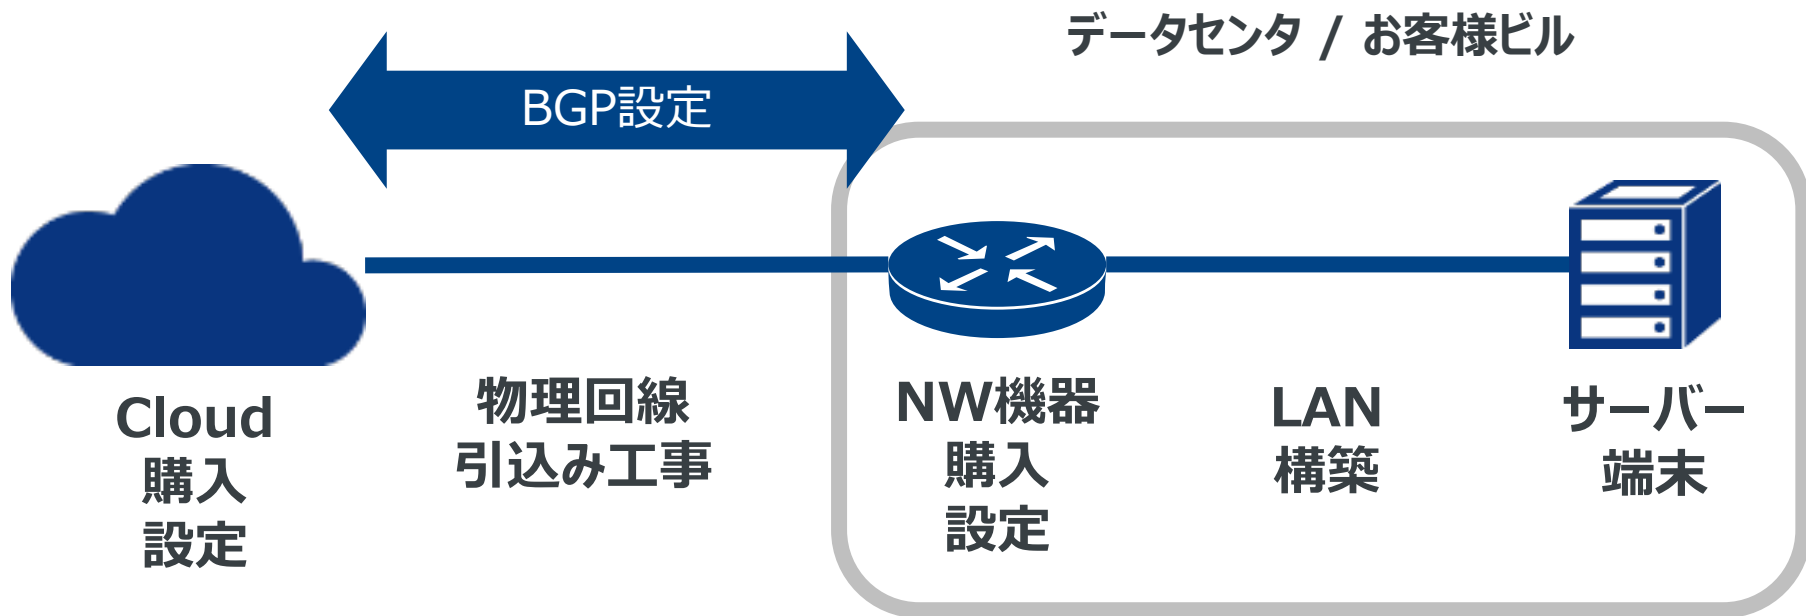 データセンタ / お客様ビル
BGP設定
Cloud
購入
設定
物理回線
引込み工事
NW機器
購入
設定
LAN
構築
サーバー
端末